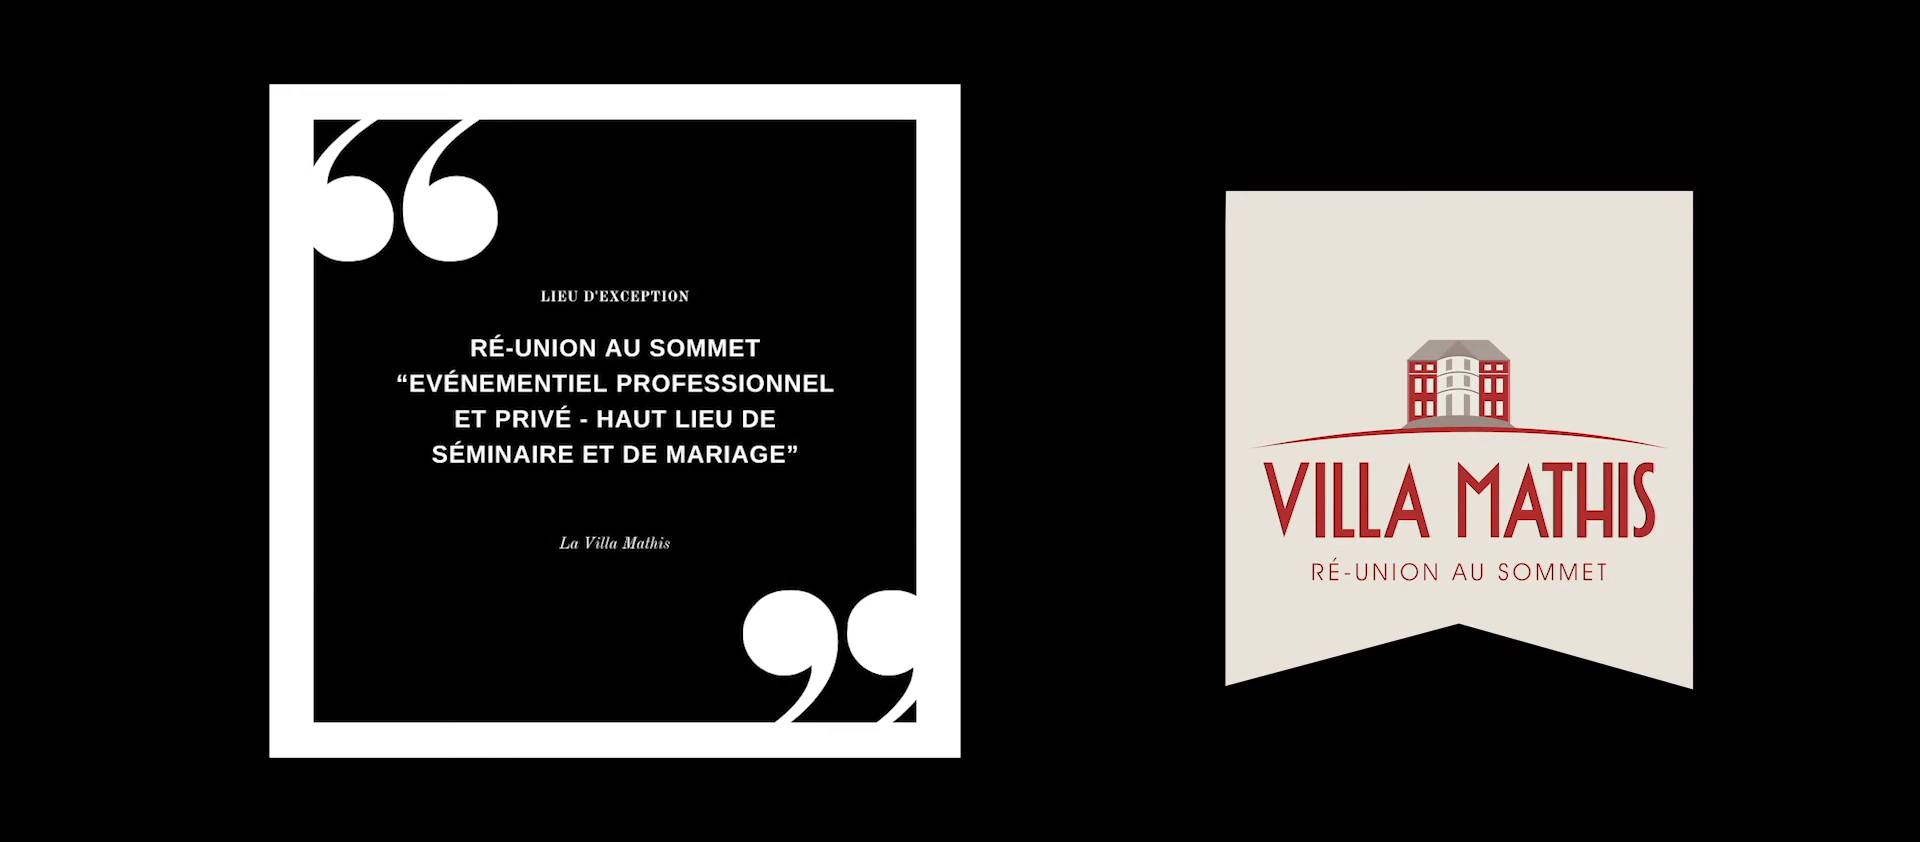 LIEU D'EXCEPTION
RÉ-UNION AU SOMMET
“EVÉNEMENTIEL PROFESSIONNEL
ET PRIVÉ - HAUT LIEU DE
SÉMINAIRE ET DE MARIAGE”
La Villa Mathis
VILLA MATHIS
RÉ-UNION AU SOMMET